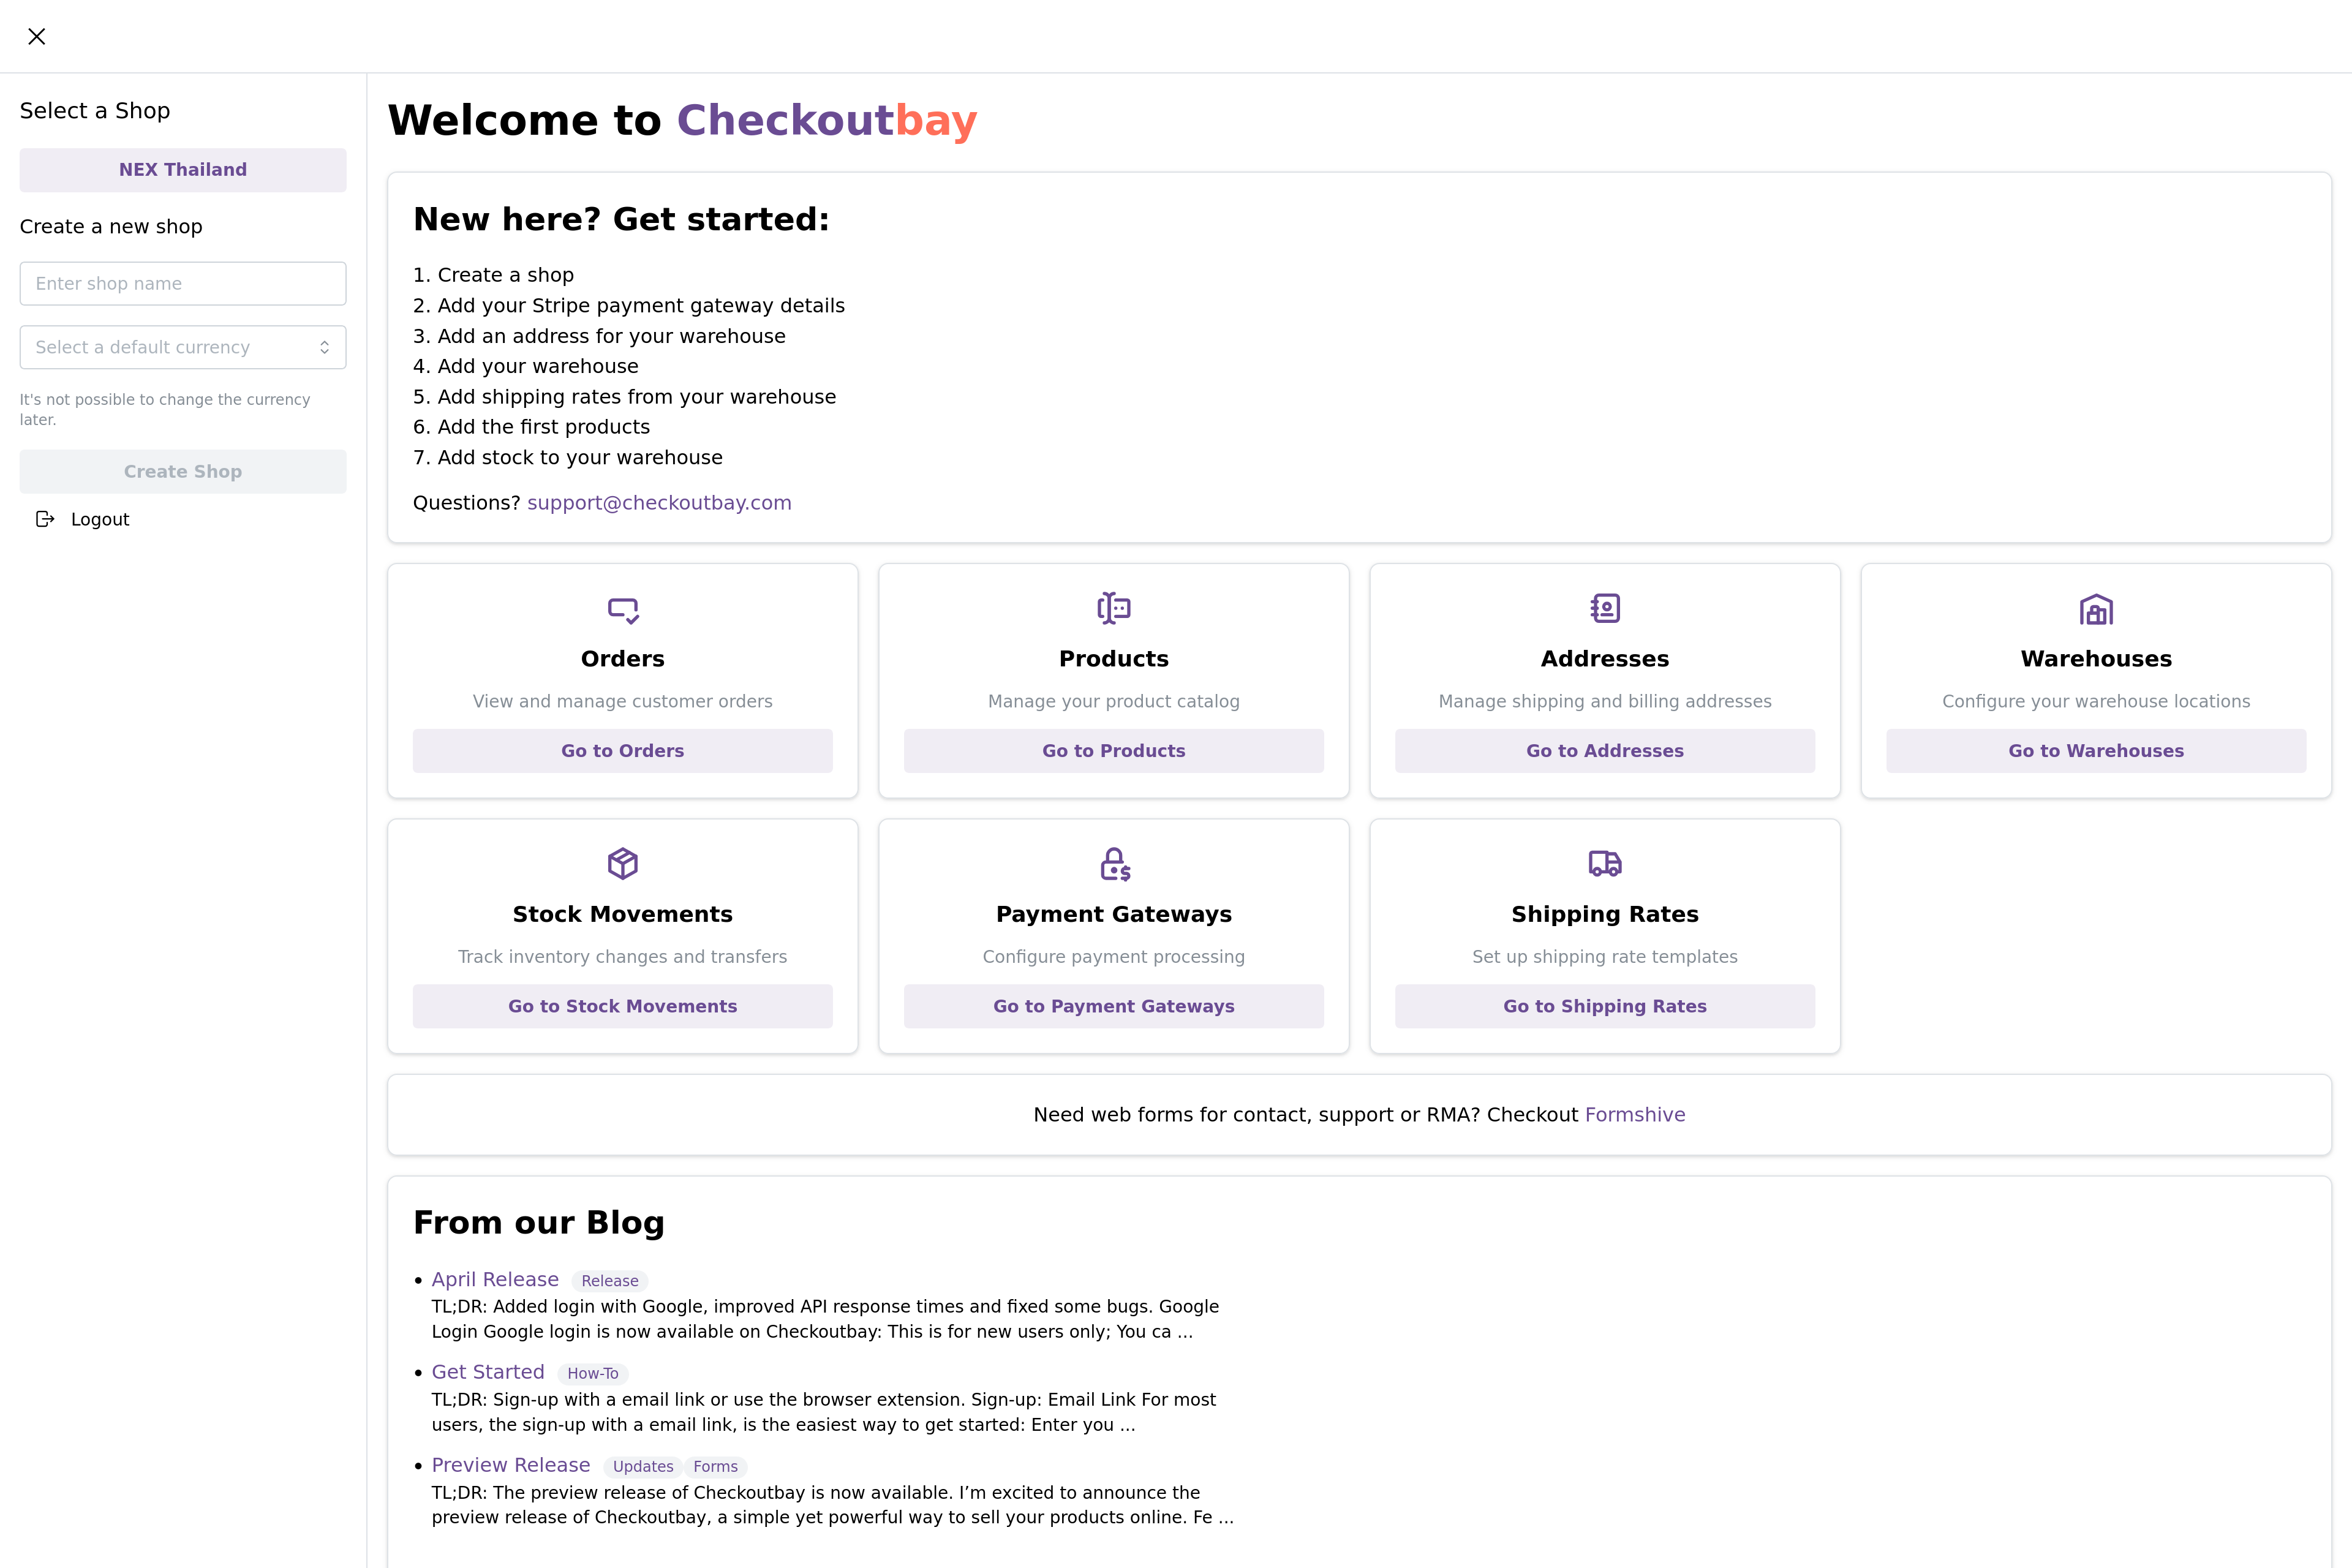 Select a Shop
NEX Thailand
Create a new shop
Enter shop name
Select a default currency
It's not possible to change the currency
later.
Create Shop
Logout
Welcome to Checkoutbay
New here? Get started:
1. Create a shop
2. Add your Stripe payment gateway details
3. Add an address for your warehouse
4. Add your warehouse
5. Add shipping rates from your warehouse
6. Add the first products
7. Add stock to your warehouse
Questions? support@checkoutbay.com
Orders
View and manage customer orders
Go to Orders
Products
Manage your product catalog
Go to Products
Addresses
Manage shipping and billing addresses
Go to Addresses
Warehouses
Configure your warehouse locations
Go to Warehouses
Stock Movements
Track inventory changes and transfers
Go to Stock Movements
Payment Gateways
Configure payment processing
Go to Payment Gateways
Shipping Rates
Set up shipping rate templates
Go to Shipping Rates
Need web forms for contact, support or RMA? Checkout Formshive
From our Blog
• April Release Release
TL;DR: Added login with Google, improved API response times and fixed some bugs. Google
Login Google login is now available on Checkoutbay: This is for new users only; You ca ...
• Get Started How-To
TL;DR: Sign-up with a email link or use the browser extension. Sign-up: Email Link For most
users, the sign-up with a email link, is the easiest way to get started: Enter you ...
• Preview Release Updates Forms
TL;DR: The preview release of Checkoutbay is now available. I’m excited to announce the
preview release of Checkoutbay, a simple yet powerful way to sell your products online. Fe ...